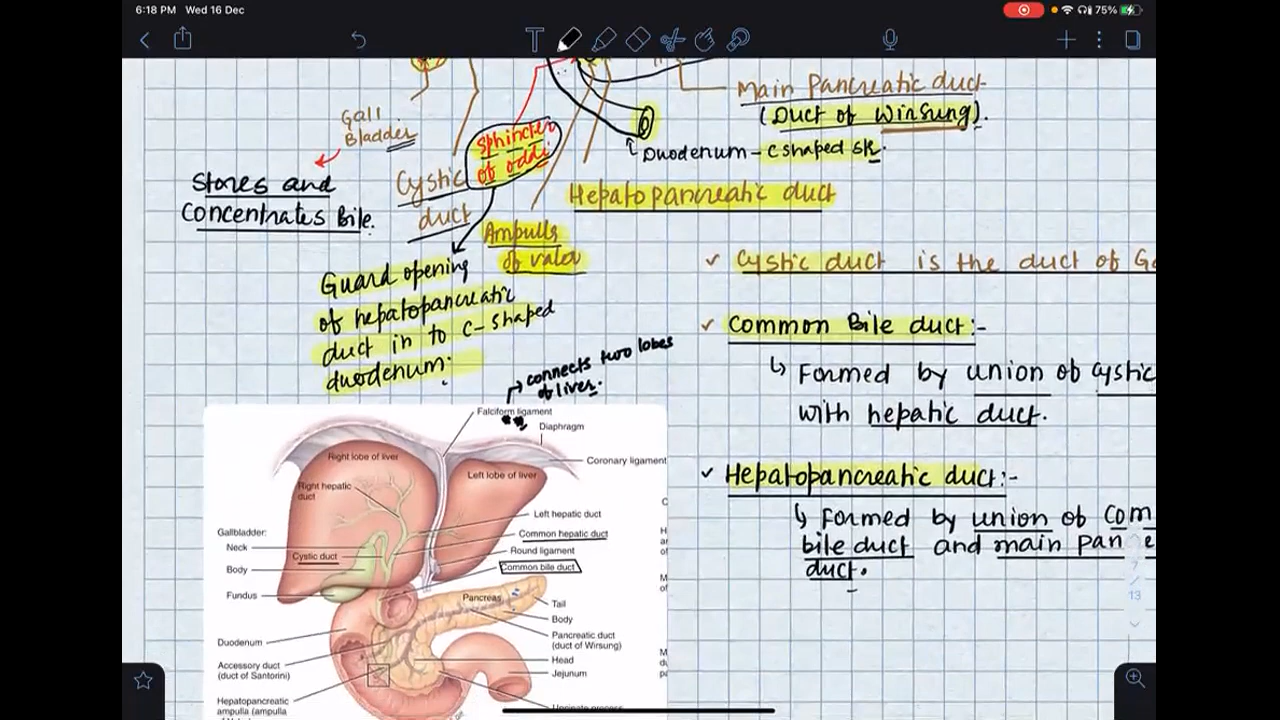 6:18 PM Wed 16 Dec
75%
Main Pancreatic duct
(Duct of Winsung).
Gall
Bladder
Sphincter
of oddi
Duodenum - C shaped str.
Stores and
Concentrates Bile.
Cystic
duct
Hepatopancreatic duct
Ampulla
of vater
Guard opening
of hepatopancreatic
duct in to C-shaped
duodenum.
✓ Cystic duct is the duct of G
✓ Common Bile duct:-
↳ Formed by union of cystic
with hepatic duct.
✓ Hepatopancreatic duct:-
↳ Formed by union of Com
bile duct and main pan
duct.
connects two lobes
of liver.
Falciform ligament
Diaphragm
Coronary ligament
Right lobe of liver
Left lobe of liver
Right hepatic
duct
Left hepatic duct
Gallbladder:
Common hepatic duct
Neck
Cystic duct
Round ligament
Body
Common bile duct
Fundus
Pancreas
Tail
Body
Duodenum
Pancreatic duct
(duct of Wirsung)
Accessory duct
(duct of Santorini)
Head
Jejunum
Hepatopancreatic
ampulla (ampulla
Uncinate process
7
13